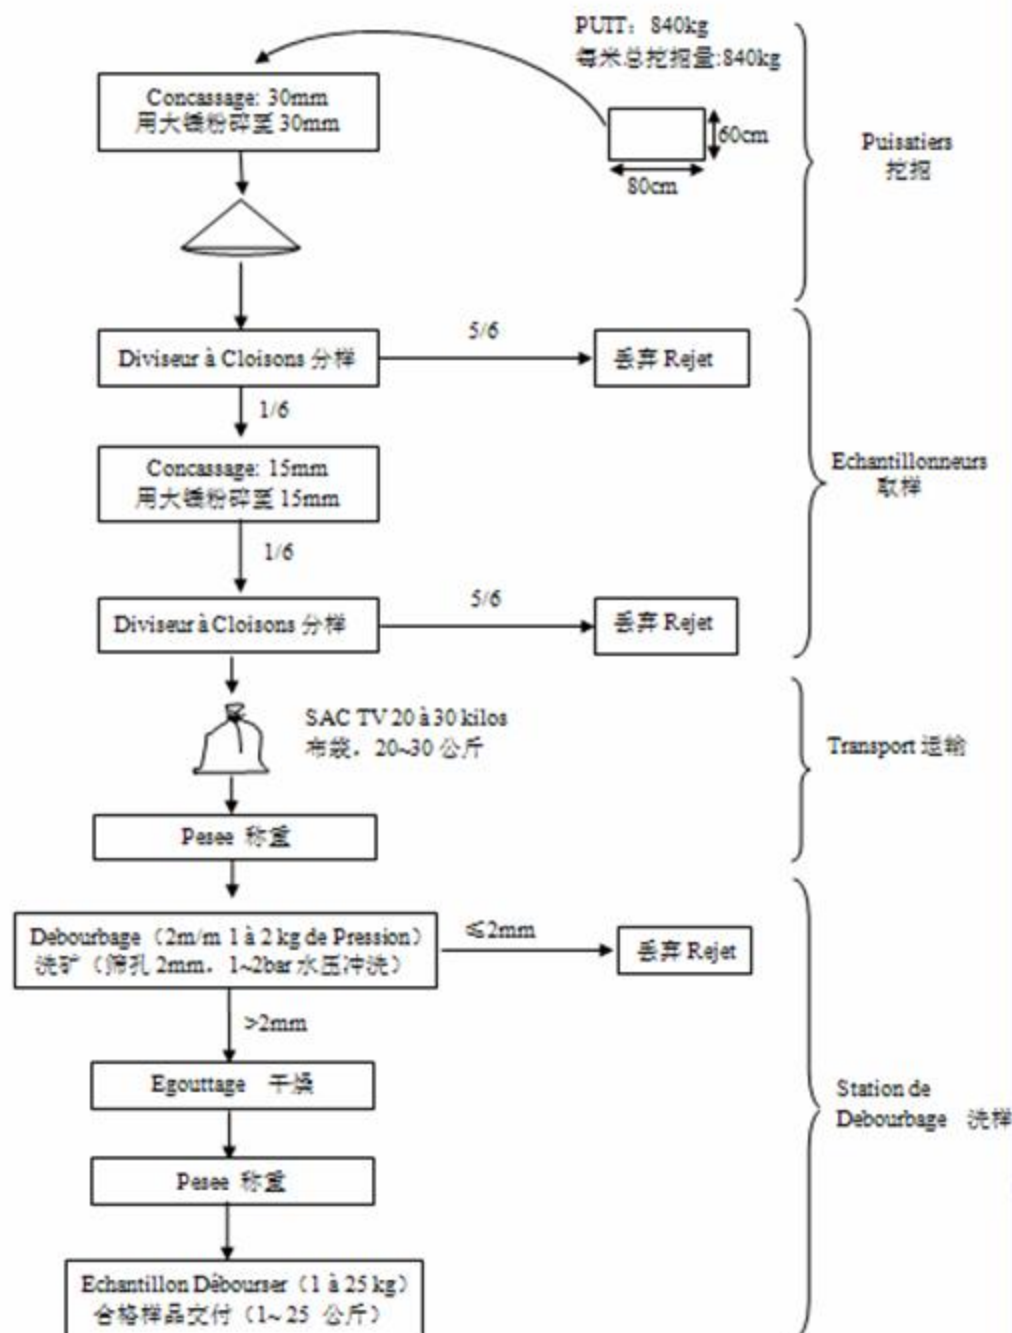 PUIT: 840kg
每米总挖掘量:840kg
Concassage: 30mm
用大锤粉碎至 30mm
60cm
80cm
Puisatiers
挖掘
Diviseur à Cloisons 分样
5/6
丢弃 Rejet
1/6
Concassage: 15mm
用大锤粉碎至 15mm
Echantillonneurs
取样
1/6
Diviseur à Cloisons 分样
5/6
丢弃 Rejet
SAC TV 20 à 30 kilos
布袋. 20~30 公斤
Transport 运输
Pesee 称重
Debourbage (2m/m 1 à 2 kg de Pression)
洗矿 (筛孔 2mm. 1~2bar 水压冲洗)
≤2mm
丢弃 Rejet
>2mm
Egouttage 干燥
Station de
Debourbage 洗样
Pesee 称重
Echantillon Débourser (1 à 25 kg)
合格样品交付 (1~ 25 公斤)